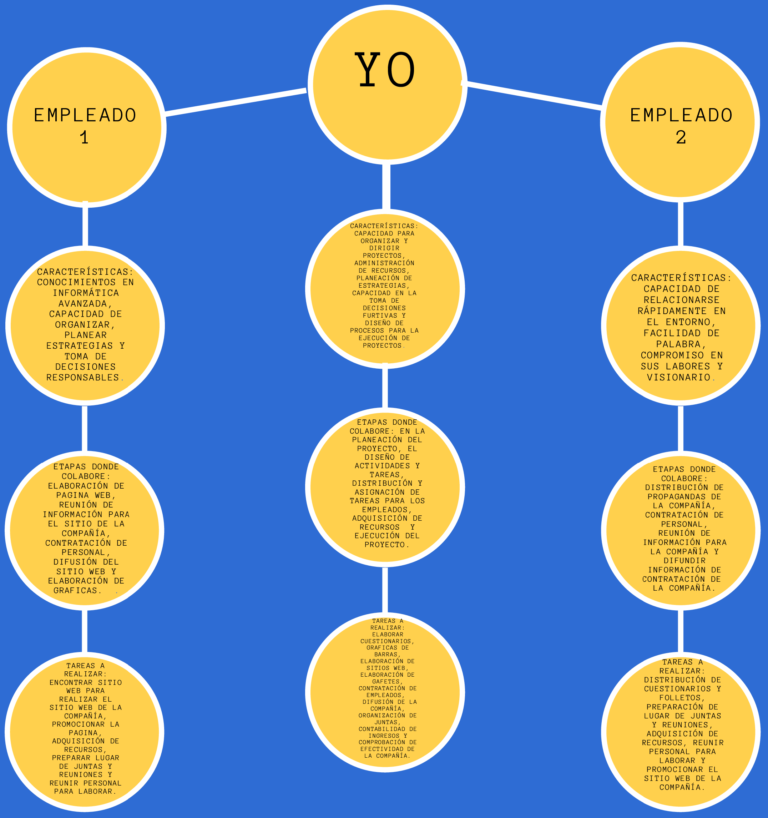 YO
EMPLEADO
1
EMPLEADO
2
CARACTERÍSTICAS:
CONOCIMIENTOS EN
INFORMÁTICA
AVANZADA,
CAPACIDAD DE
ORGANIZAR,
PLANEAR
ESTRATEGIAS Y
TOMA DE
DECISIONES
RESPONSABLES.
CARACTERÍSTICAS:
CAPACIDAD PARA
ORGANIZAR Y
DIRIGIR
PROYECTOS,
ADMINISTRACIÓN
DE RECURSOS,
PLANEACIÓN DE
ESTRATEGIAS,
CAPACIDAD EN LA
TOMA DE
DECISIONES
FURTIVAS Y
DISEÑO DE
PROCESOS PARA LA
EJECUCIÓN DE
PROYECTOS.
CARACTERÍSTICAS:
CAPACIDAD DE
RELACIONARSE
RÁPIDAMENTE EN
EL ENTORNO,
FACILIDAD DE
PALABRA,
COMPROMISO EN
SUS LABORES Y
VISIONARIO.
ETAPAS DONDE
COLABORE:
ELABORACIÓN DE
PAGINA WEB,
REUNIÓN DE
INFORMACIÓN PARA
EL SITIO DE LA
COMPAÑÍA,
CONTRATACIÓN DE
PERSONAL,
DIFUSIÓN DEL
SITIO WEB Y
ELABORACIÓN DE
GRAFICAS. .
ETAPAS DONDE
COLABORE: EN LA
PLANEACIÓN DEL
PROYECTO, EL
DISEÑO DE
ACTIVIDADES Y
TAREAS,
DISTRIBUCIÓN Y
ASIGNACIÓN DE
TAREAS PARA LOS
EMPLEADOS,
ADQUISICIÓN DE
RECURSOS Y
EJECUCIÓN DEL
PROYECTO.
ETAPAS DONDE
COLABORE:
DISTRIBUCIÓN DE
PROPAGANDAS DE
LA COMPAÑÍA,
CONTRATACIÓN DE
PERSONAL,
REUNIÓN DE
INFORMACIÓN PARA
LA COMPAÑÍA Y
DIFUNDIR
INFORMACIÓN DE
CONTRATACIÓN DE
LA COMPAÑÍA.
TAREAS A
REALIZAR:
ENCONTRAR SITIO
WEB PARA
REALIZAR EL
SITIO WEB DE LA
COMPAÑÍA,
PROMOCIONAR LA
PAGINA,
ADQUISICIÓN DE
RECURSOS,
PREPARAR LUGAR
DE JUNTAS Y
REUNIONES Y
REUNIR PERSONAL
PARA LABORAR.
TAREAS A
REALIZAR:
ELABORAR
CUESTIONARIOS,
GRAFICAS DE
BARRAS,
ELABORACIÓN DE
SITIOS WEB,
ELABORACIÓN DE
GAFETES,
CONTRATACIÓN DE
EMPLEADOS,
DIFUSIÓN DE LA
COMPAÑÍA,
ORGANIZACIÓN DE
JUNTAS,
CONTABILIDAD DE
INGRESOS Y
COMPROBACIÓN DE
EFECTIVIDAD DE
LA COMPAÑÍA.
TAREAS A
REALIZAR:
DISTRIBUCIÓN DE
CUESTIONARIOS Y
FOLLETOS,
PREPARACIÓN DE
LUGAR DE JUNTAS
Y REUNIONES,
ADQUISICIÓN DE
RECURSOS, REUNIR
PERSONAL PARA
LABORAR Y
PROMOCIONAR EL
SITIO WEB DE LA
COMPAÑÍA.